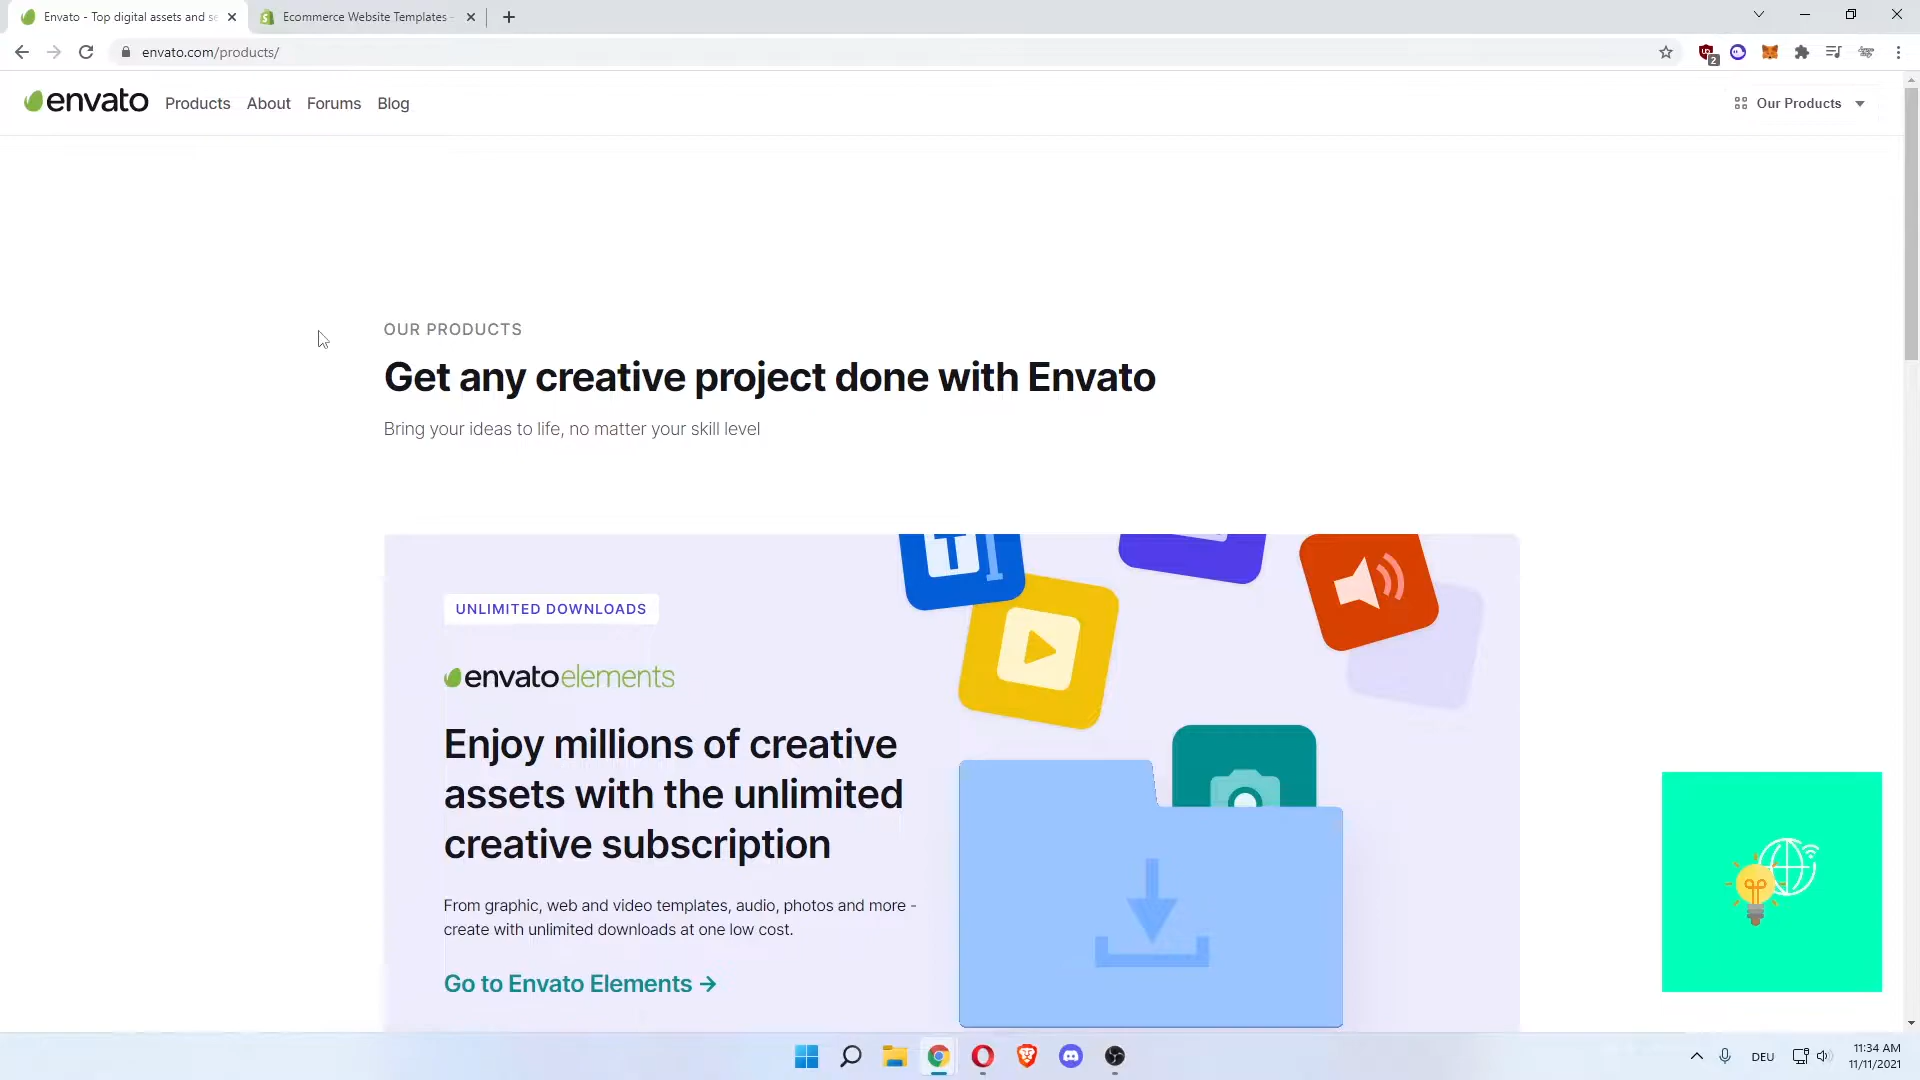 Envato - Top digital assets and se
Ecommerce Website Templates -
envato.com/products/
2
envato
Products
About
Forums
Blog
Our Products
OUR PRODUCTS
Get any creative project done with Envato
Bring your ideas to life, no matter your skill level
UNLIMITED DOWNLOADS
envatoelements
Enjoy millions of creative
assets with the unlimited
creative subscription
From graphic, web and video templates, audio, photos and more -
create with unlimited downloads at one low cost.
Go to Envato Elements →
T
DEU
11:34 AM
11/11/2021